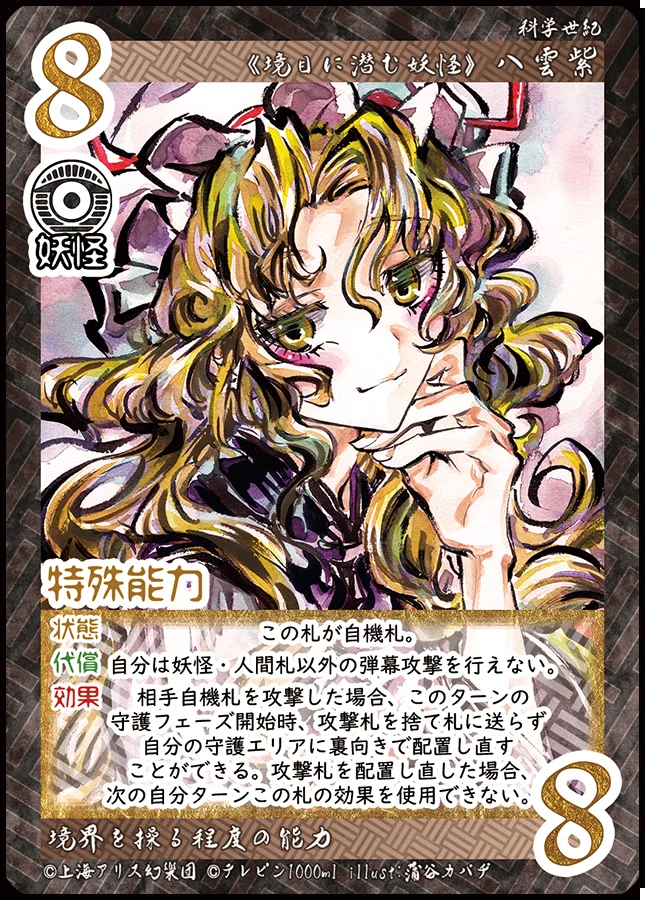 科学世紀
8
《境目に潜む妖怪》 八雲紫
妖怪
特殊能力
状態 この札が自機札。
代償 自分は妖怪・人間札以外の弾幕攻撃を行えない。
効果 相手自機札を攻撃した場合、このターンの
守護フェーズ開始時、攻撃札を捨て札に送らず
自分の守護エリアに裏向きで配置し直す
ことができる。攻撃札を配置し直した場合、
次の自分ターンこの札の効果を使用できない。
8
境界を操る程度の能力
©上海アリス幻樂団 ©テレピン1000ml illust:蒲谷カバヂ